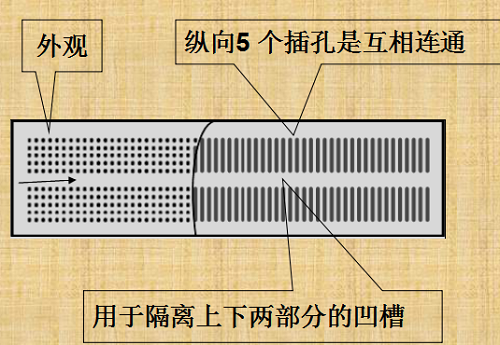 外观
纵向5 个插孔是互相连通
用于隔离上下两部分的凹槽